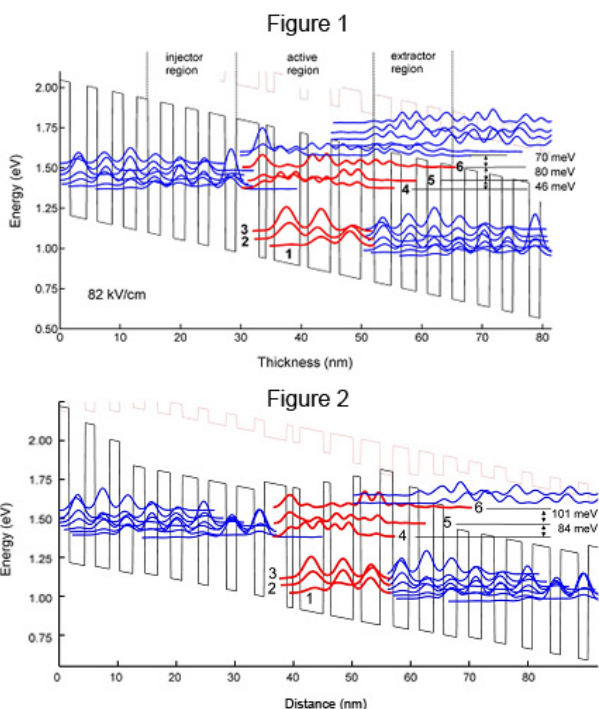 Figure 1
injector
region
active
region
extractor
region
2.00
1.75
1.50
1.25
1.00
0.75
0.50
Energy (eV)
70 meV
80 meV
46 meV
6
5
4
3
2
1
82 kV/cm
0 10 20 30 40 50 60 70 80
Thickness (nm)
Figure 2
2.00
1.75
1.50
1.25
1.00
0.75
Energy (eV)
101 meV
84 meV
6
5
4
3
2
1
0 10 20 30 40 50 60 70 80
Distance (nm)